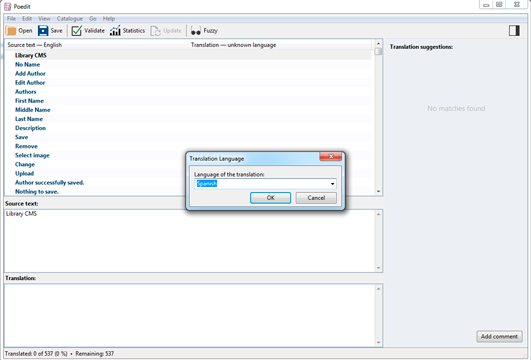 Poedit
File Edit View Catalogue Go Help
Open Save Validate Statistics Update Fuzzy
Source text — English Translation — unknown language
Library CMS
No Name
Add Author
Edit Author
Authors
First Name
Middle Name
Last Name
Description
Save
Remove
Select image
Change
Upload
Author successfully saved.
Nothing to save.
Translation suggestions:
No matches found
Translation Language
Language of the translation:
Spanish
OK Cancel
Source text:
Library CMS
Translation:
Add comment
Translated: 0 of 537 (0 %) • Remaining: 537